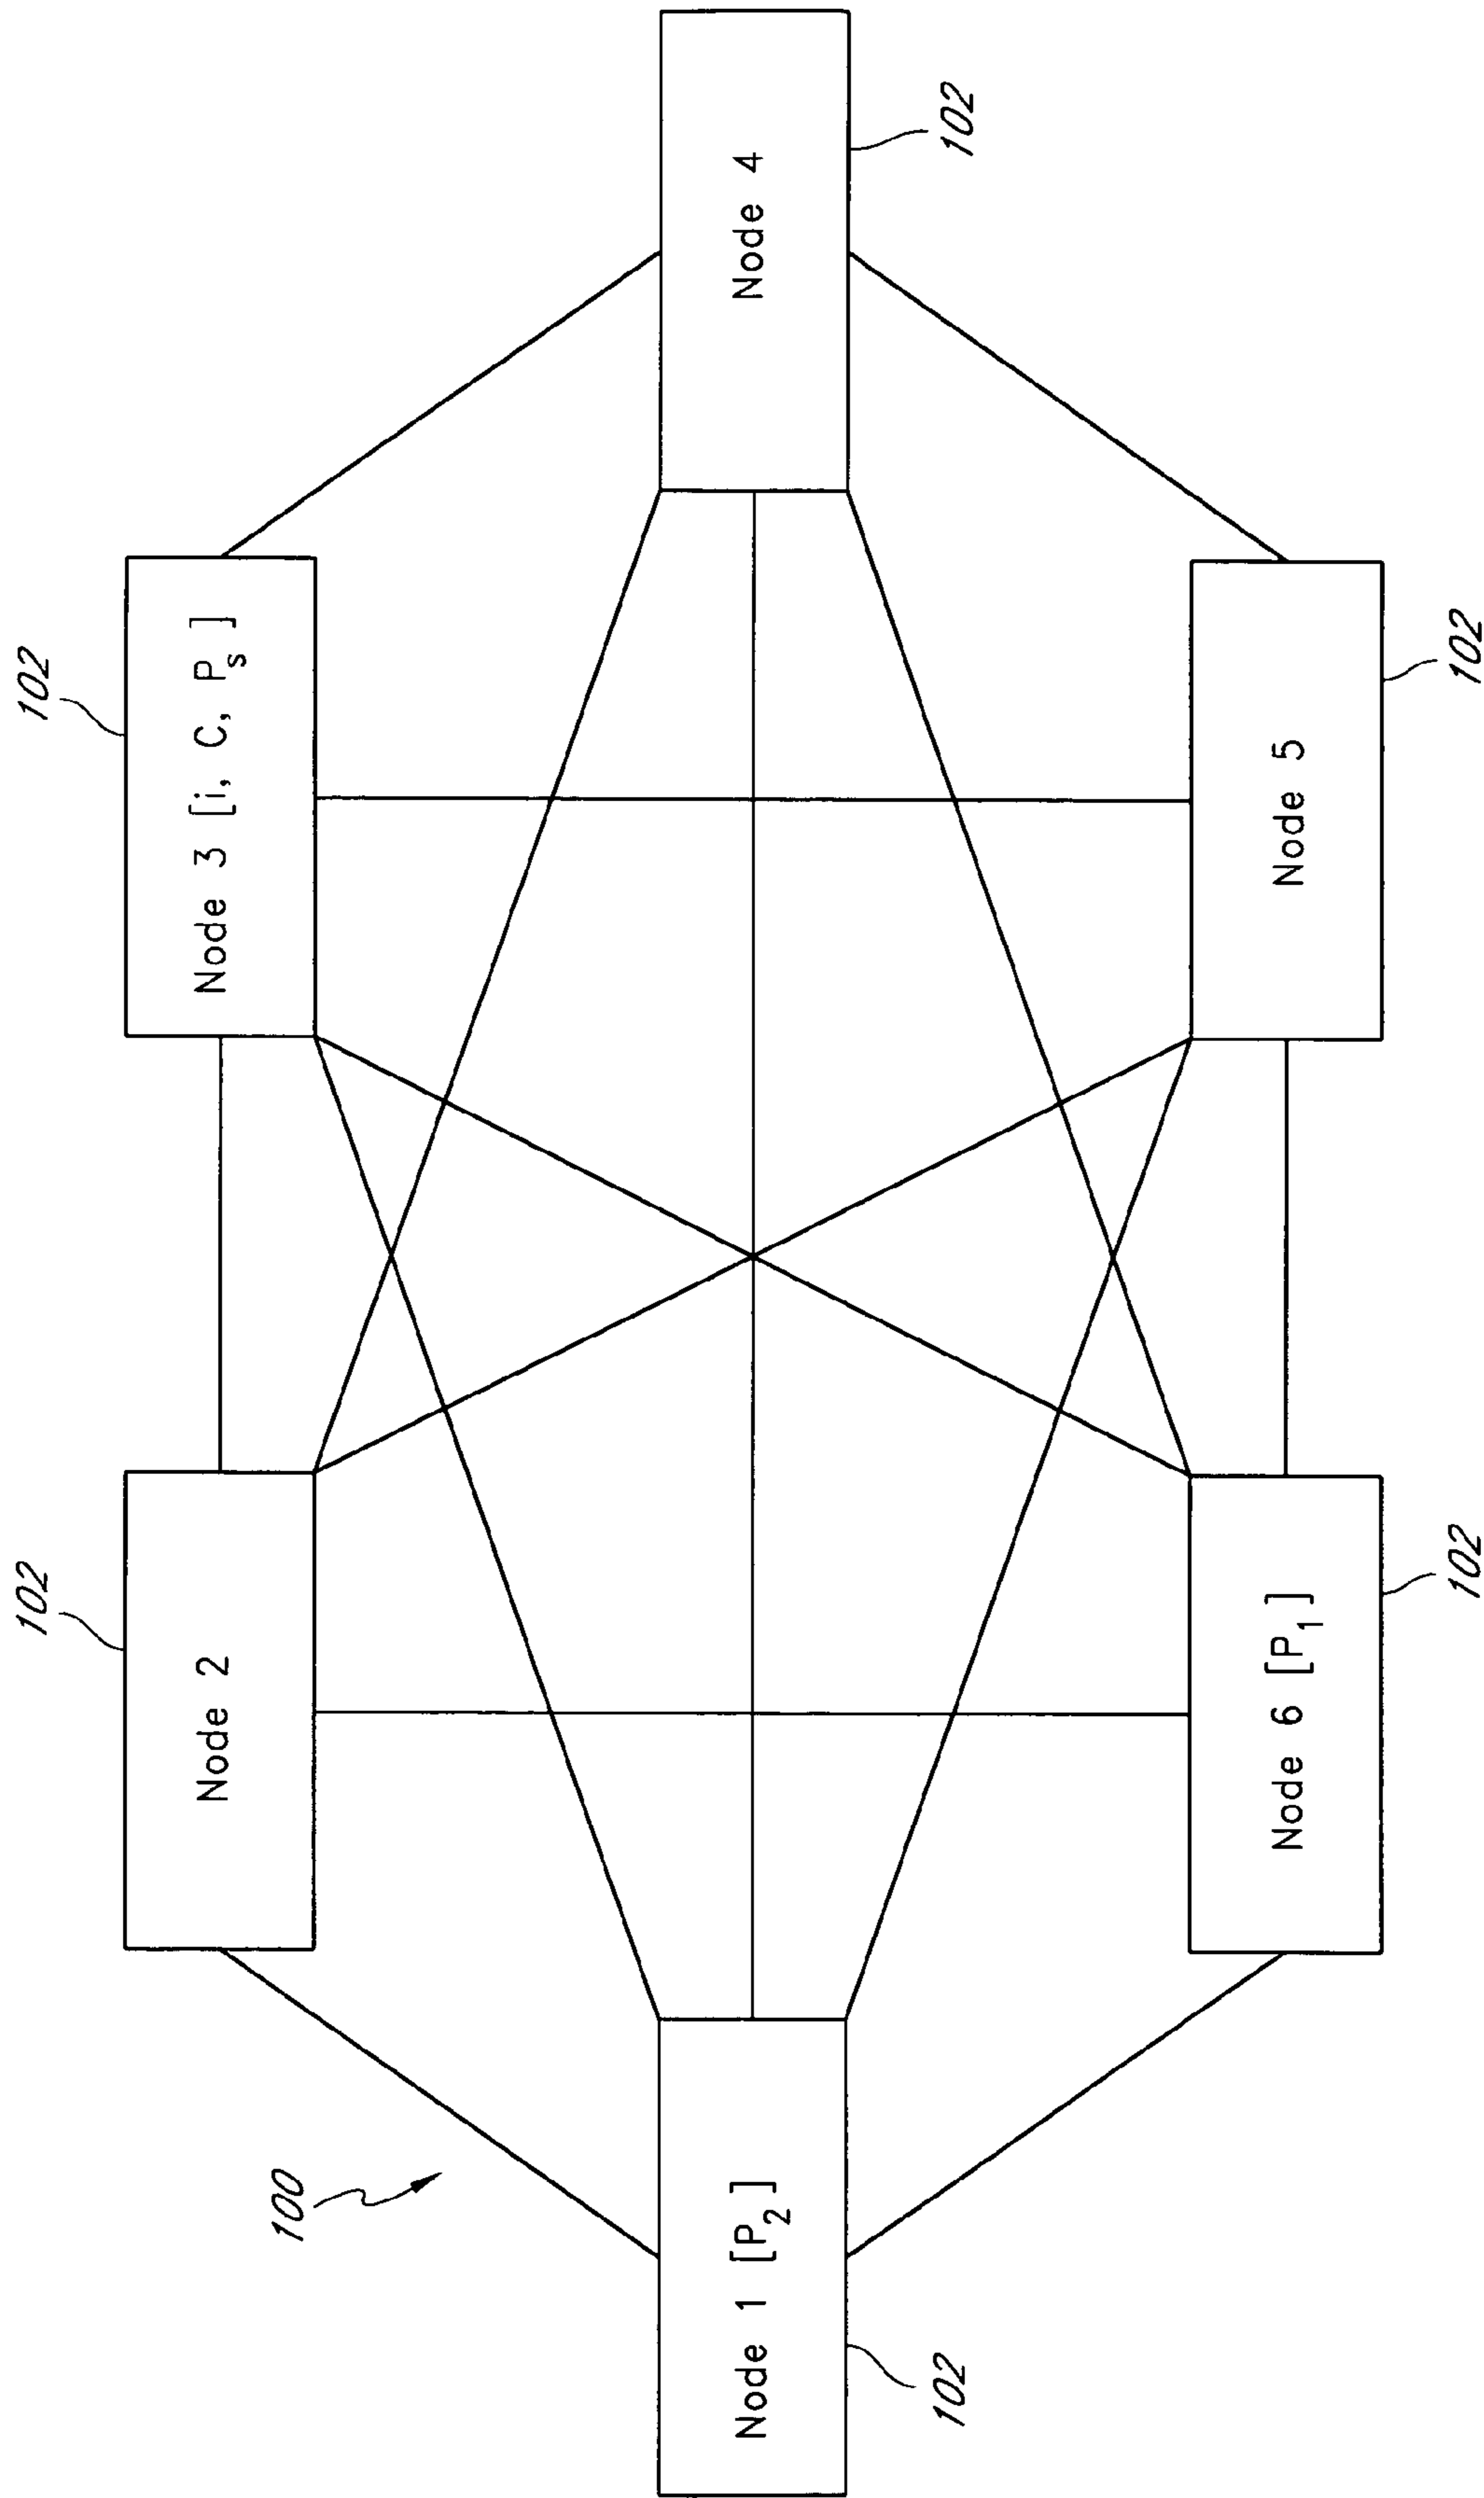 102
102
Node 2
Node 3 [i, C, Ps]
100
Node 1 [P2]
Node 4
102
102
Node 6 [P1]
Node 5
102
102